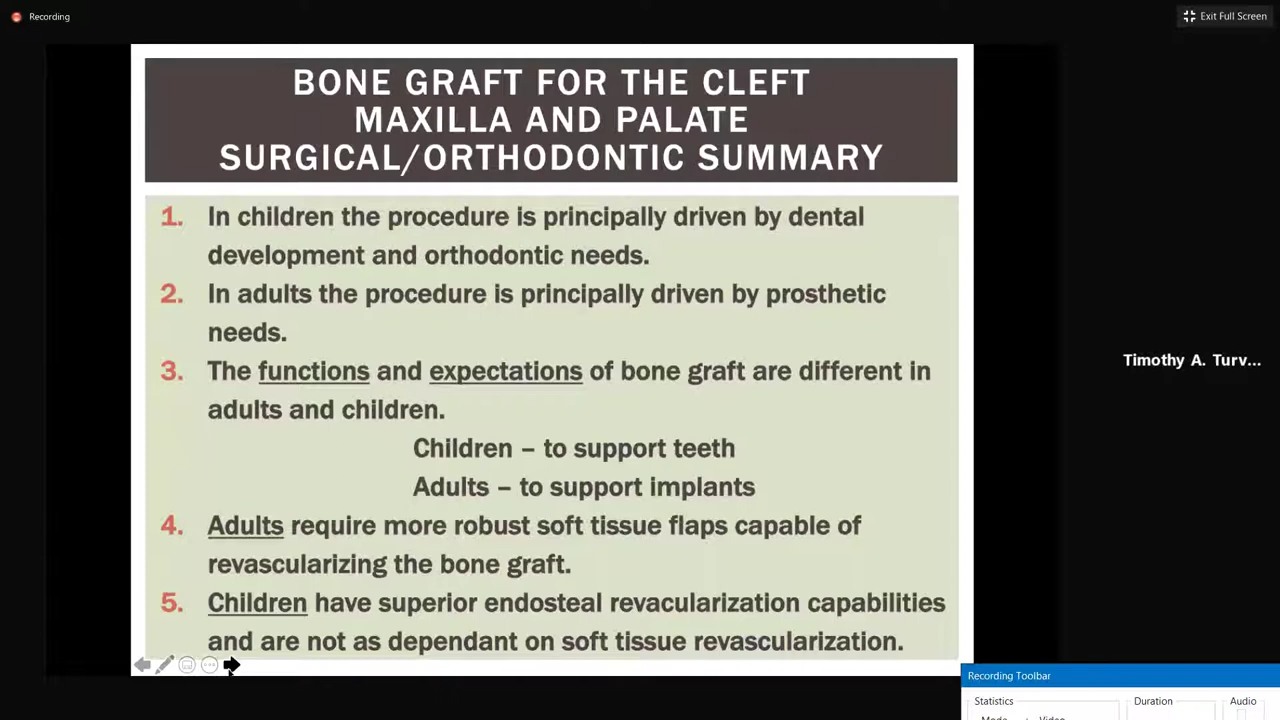 Recording
Exit Full Screen
BONE GRAFT FOR THE CLEFT
MAXILLA AND PALATE
SURGICAL/ORTHODONTIC SUMMARY
1. In children the procedure is principally driven by dental
development and orthodontic needs.
2. In adults the procedure is principally driven by prosthetic
needs.
3. The functions and expectations of bone graft are different in
adults and children.
Children – to support teeth
Adults – to support implants
4. Adults require more robust soft tissue flaps capable of
revascularizing the bone graft.
5. Children have superior endosteal revacularization capabilities
and are not as dependant on soft tissue revascularization.
Timothy A. Turv...
Recording Toolbar
Statistics
Duration
Audio
Mode
Video